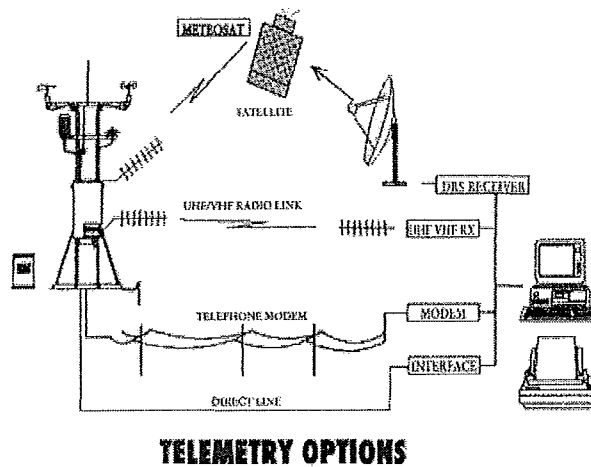 METEOSAT
SATELLITE
DRS RECEIVER
UHF/VHF RADIO LINK
UHF VHF RX
TELEPHONE MODEM
MODEM
INTERFACE
DIRECT LINE
TELEMETRY OPTIONS